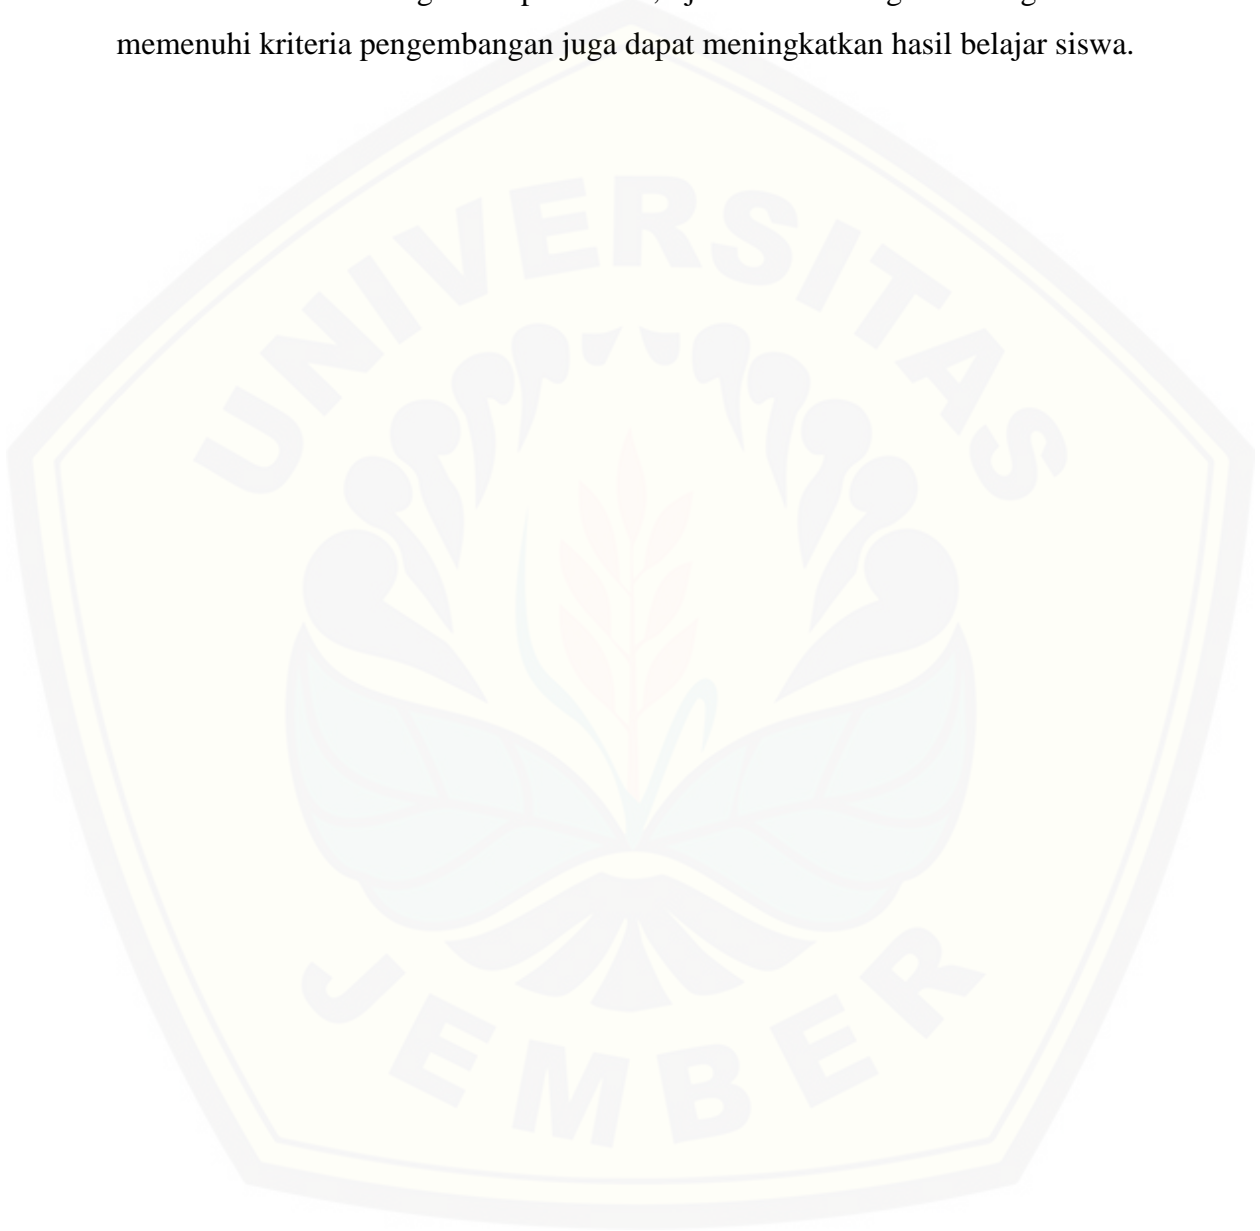 memenuhi kriteria pengembangan juga dapat meningkatkan hasil belajar siswa.
UNIVERSITAS
JEMBER